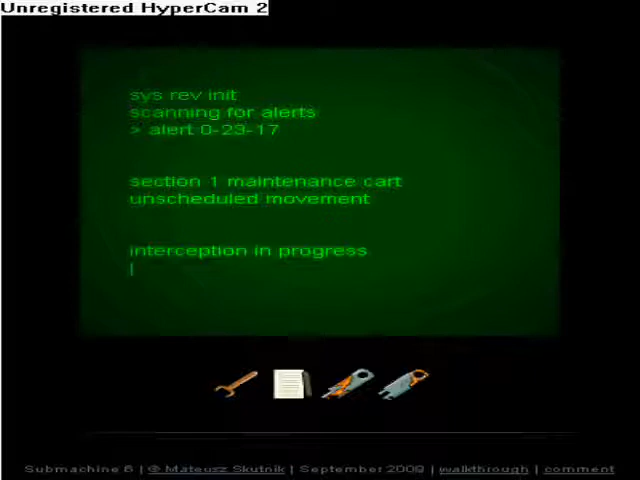 Unregistered HyperCam 2
sys rev init
scanning for alerts
> alert 0-23-17
section 1 maintenance cart
unscheduled movement
interception in progress
Submachine 6 | © Mateusz Skutnik | September 2009 | walkthrough | comment